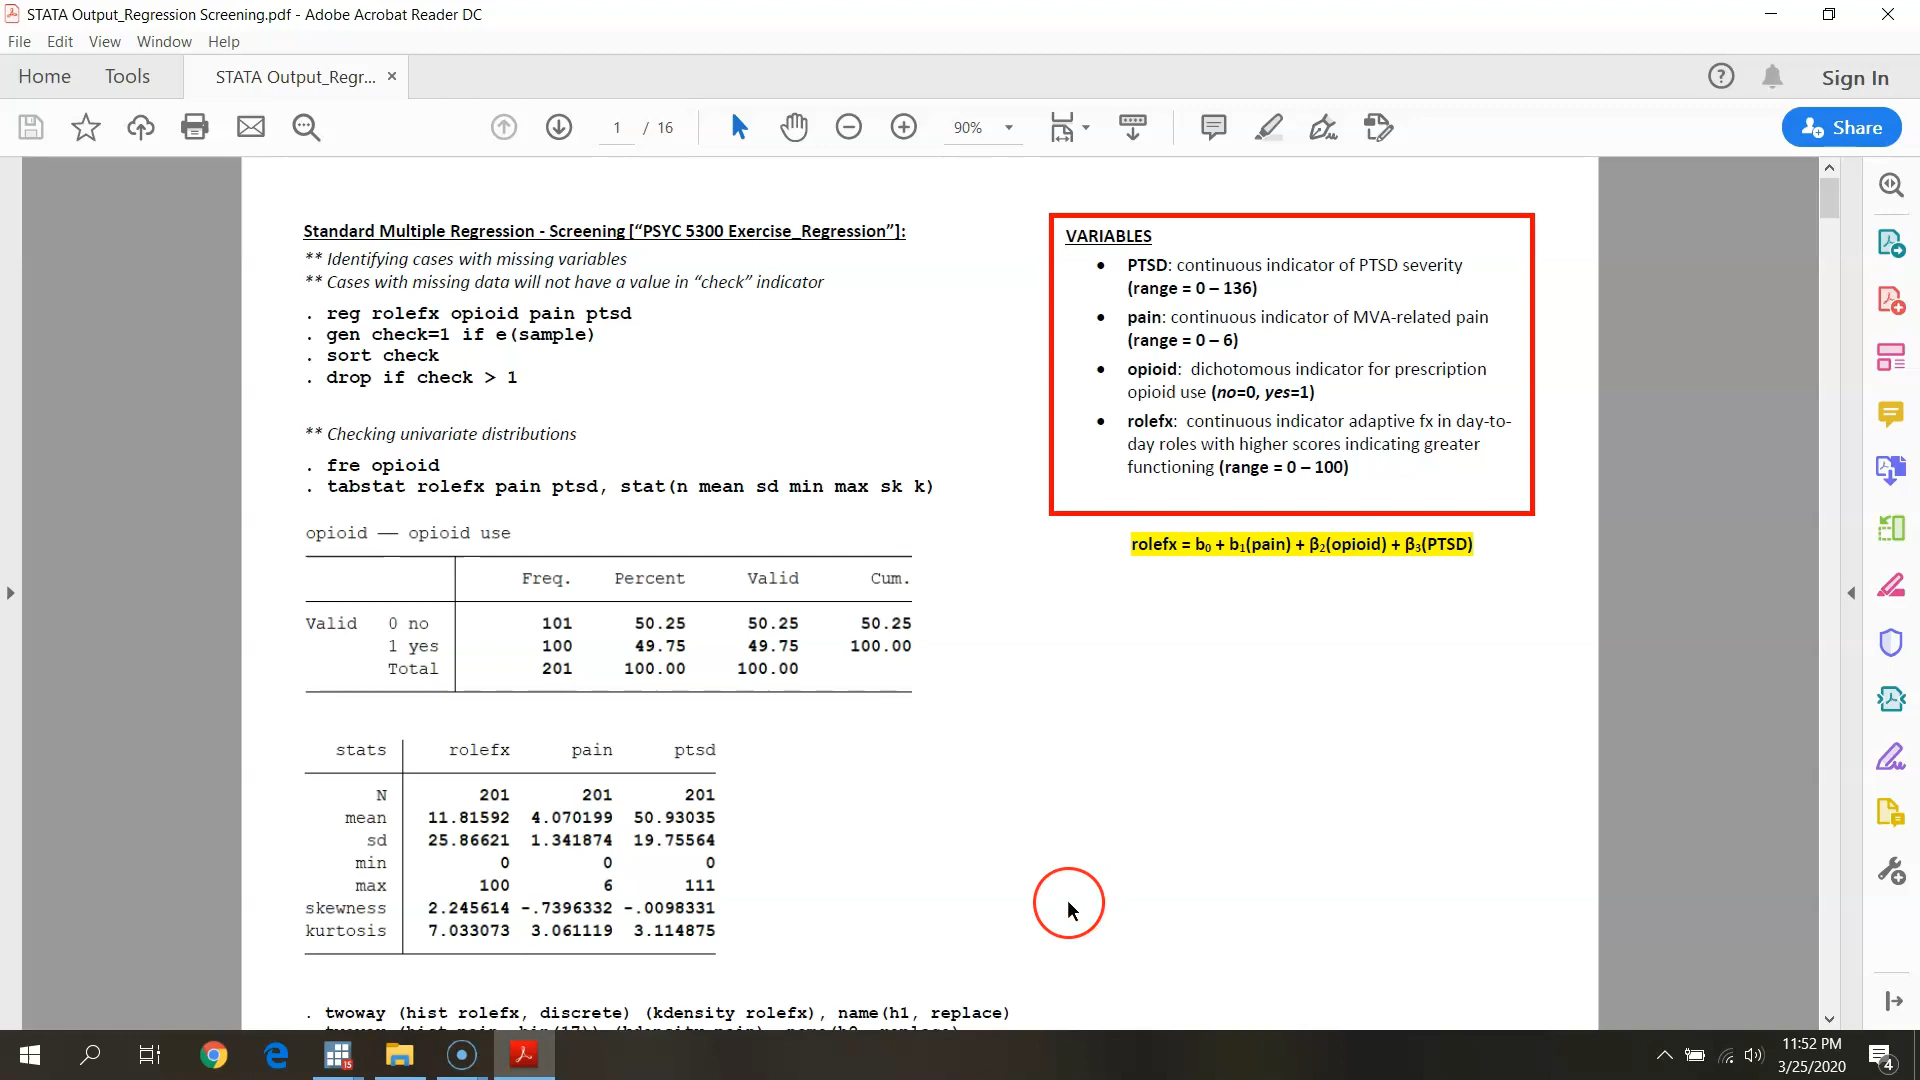 STATA Output_Regression Screening.pdf - Adobe Acrobat Reader DC
File Edit View Window Help
Home Tools STATA Output_Regr... × Sign In
1 / 16 90% Share
Standard Multiple Regression - Screening [“PSYC 5300 Exercise_Regression”]:
** Identifying cases with missing variables
** Cases with missing data will not have a value in “check” indicator
. reg rolefx opioid pain ptsd
. gen check=1 if e(sample)
. sort check
. drop if check > 1
** Checking univariate distributions
. fre opioid
. tabstat rolefx pain ptsd, stat(n mean sd min max sk k)
opioid — opioid use
Freq. Percent Valid Cum.
Valid 0 no 101 50.25 50.25 50.25
1 yes 100 49.75 49.75 100.00
Total 201 100.00 100.00
stats rolefx pain ptsd
N 201 201 201
mean 11.81592 4.070199 50.93035
sd 25.86621 1.341874 19.75564
min 0 0 0
max 100 6 111
skewness 2.245614 -.7396332 -.0098331
kurtosis 7.033073 3.061119 3.114875
. twoway (hist rolefx, discrete) (kdensity rolefx), name(h1, replace)
VARIABLES
• PTSD: continuous indicator of PTSD severity
(range = 0 – 136)
• pain: continuous indicator of MVA-related pain
(range = 0 – 6)
• opioid: dichotomous indicator for prescription
opioid use (no=0, yes=1)
• rolefx: continuous indicator adaptive fx in day-to-
day roles with higher scores indicating greater
functioning (range = 0 – 100)
rolefx = b₀ + b₁(pain) + β₂(opioid) + β₃(PTSD)
11:52 PM
3/25/2020
4
15